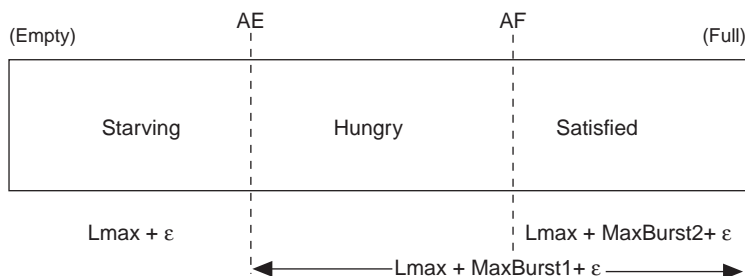 AE AF
(Empty) (Full)
Starving Hungry Satisfied
Lmax + ε Lmax + MaxBurst2+ ε
Lmax + MaxBurst1+ ε